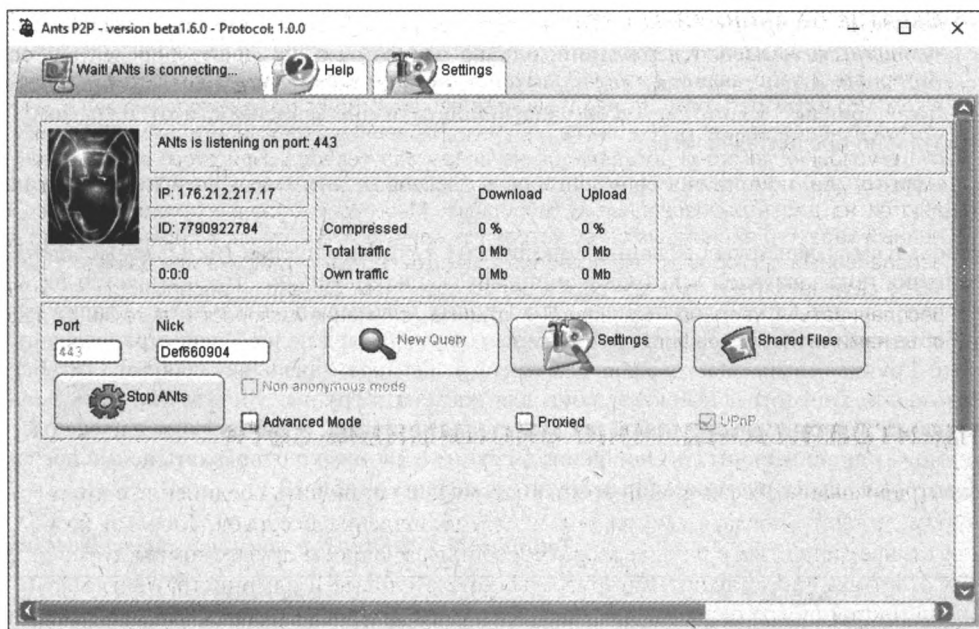 Ants P2P - version beta1.6.0 - Protocol: 1.0.0
Wait! ANts is connecting...
Help
Settings
ANts is listening on port: 443
IP: 176.212.217.17
ID: 7790922784
0:0:0
Download Upload
Compressed 0 % 0 %
Total traffic 0 Mb 0 Mb
Own traffic 0 Mb 0 Mb
Port Nick
443 Def660904
New Query
Settings
Shared Files
Stop ANts
Non anonymous mode
Advanced Mode
Proxied
UPnP